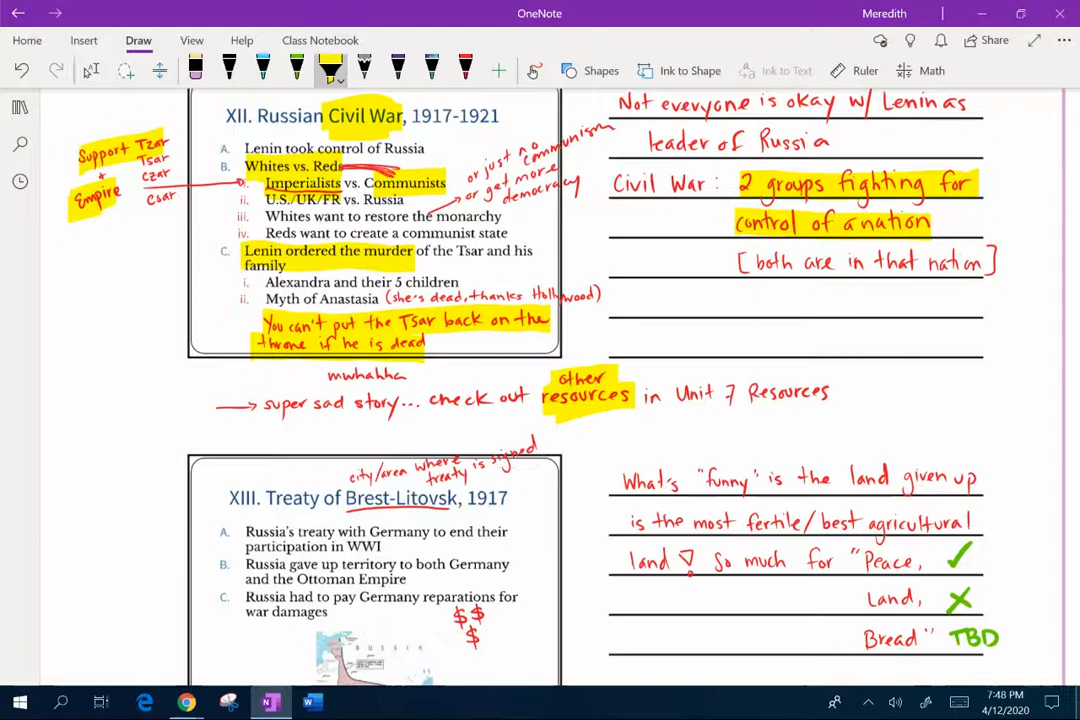 OneNote
Meredith
Home
Insert
Draw
View
Help
Class Notebook
Share
Shapes
Ink to Shape
Ink to Text
Ruler
Math
XII. Russian Civil War, 1917-1921
A. Lenin took control of Russia
B. Whites vs. Reds
i. Imperialists vs. Communists
ii. U.S./UK/FR vs. Russia
iii. Whites want to restore the monarchy
iv. Reds want to create a communist state
C. Lenin ordered the murder of the Tsar and his
family
i. Alexandra and their 5 children
ii. Myth of Anastasia (she's dead, thanks Hollywood)
You can't put the Tsar back on the
throne if he is dead
mwhahha
Support Tzar
Tsar
+
Czar
Empire
Csar
or just no
communism
or get more
democracy
Not everyone is okay w/ Lenin as
leader of Russia
Civil War: 2 groups fighting for
control of a nation
[both are in that nation]
→ super sad story... check out other
resources in Unit 7 Resources
city/area where
treaty is signed
XIII. Treaty of Brest-Litovsk, 1917
A. Russia's treaty with Germany to end their
participation in WWI
B. Russia gave up territory to both Germany
and the Ottoman Empire
C. Russia had to pay Germany reparations for
war damages
$$
$
RUSSIA
What's "funny" is the land given up
is the most fertile/best agricultural
land! So much for "Peace, ✓
Land, X
Bread" TBD
7:48 PM
4/12/2020